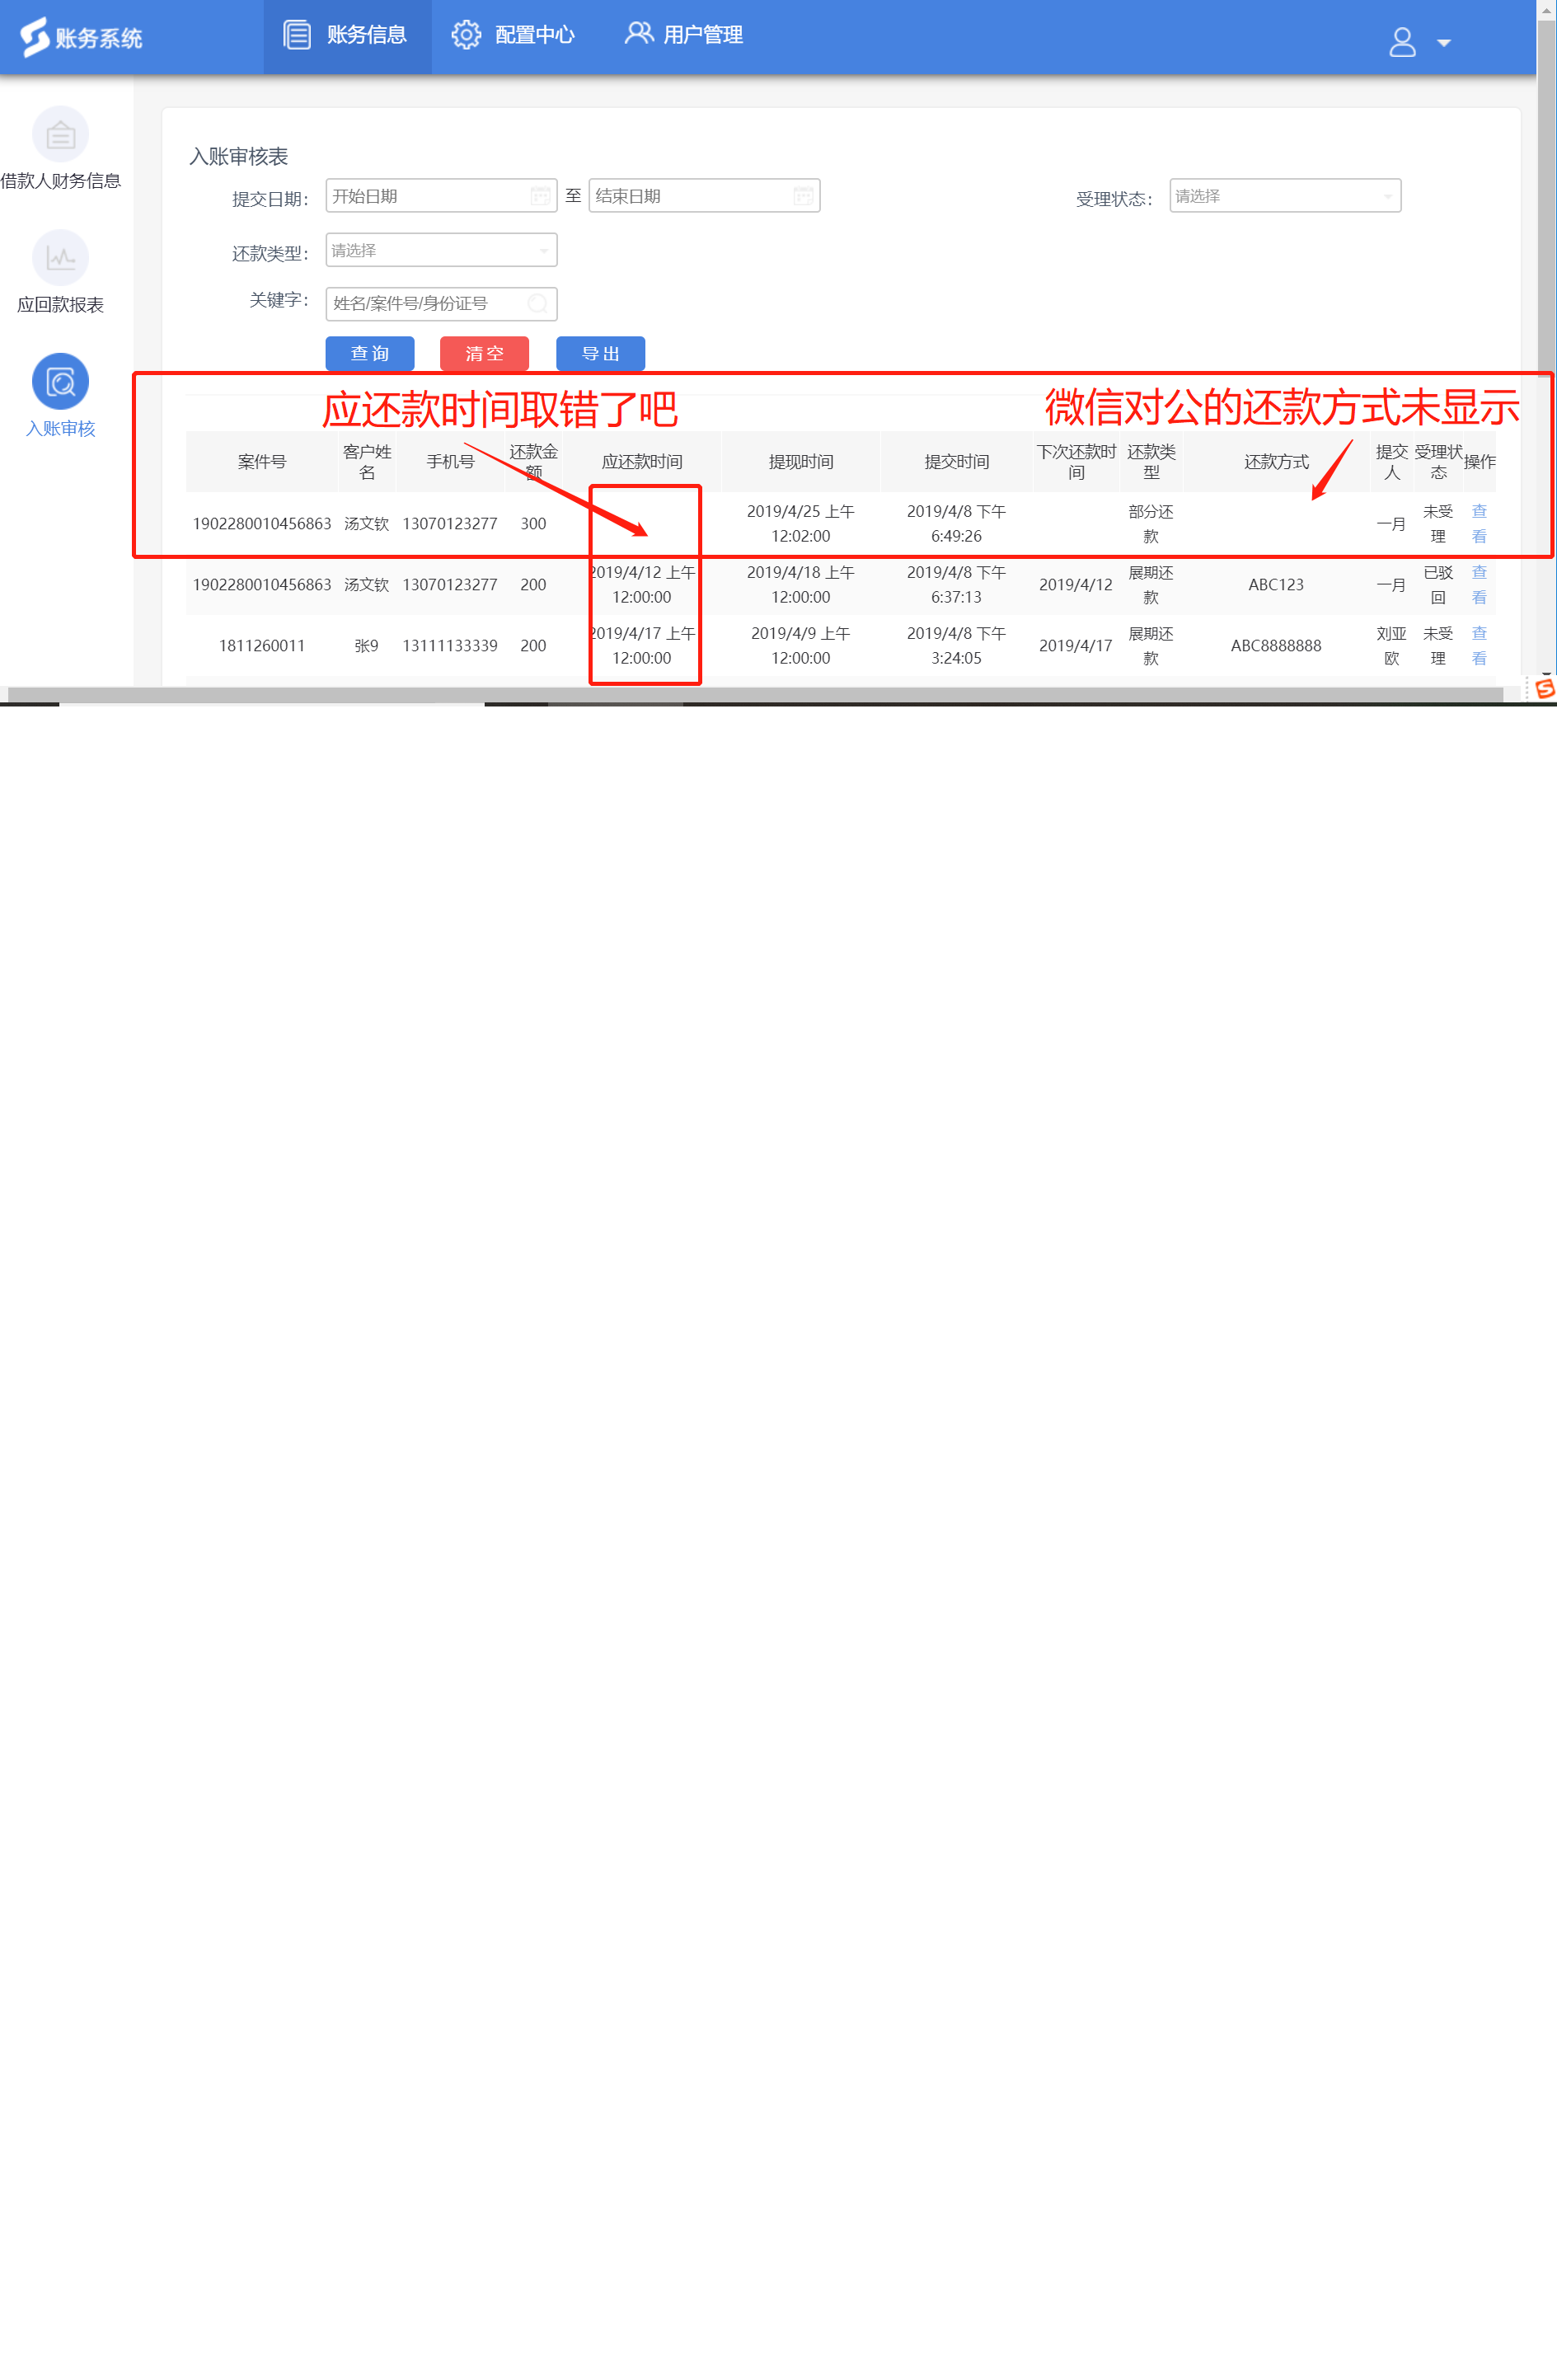 账务系统
账务信息
配置中心
用户管理
借款人财务信息
应回款报表
入账审核
入账审核表
提交日期：
开始日期
至
结束日期
受理状态：
请选择
还款类型：
请选择
关键字：
姓名/案件号/身份证号
查询
清空
导出
应还款时间取错了吧
微信对公的还款方式未显示
案件号 客户姓名 手机号 还款金额 应还款时间 提现时间 提交时间 下次还款时间 还款类型 还款方式 提交人 受理状态 操作
1902280010456863 汤文钦 13070123277 300 2019/4/25 上午 12:02:00 2019/4/8 下午 6:49:26 部分还款 一月 未受理 查看
1902280010456863 汤文钦 13070123277 200 2019/4/12 上午 12:00:00 2019/4/18 上午 12:00:00 2019/4/8 下午 6:37:13 2019/4/12 展期还款 ABC123 一月 已驳回 查看
1811260011 张9 13111133339 200 2019/4/17 上午 12:00:00 2019/4/9 上午 12:00:00 2019/4/8 下午 3:24:05 2019/4/17 展期还款 ABC8888888 刘亚欧 未受理 查看